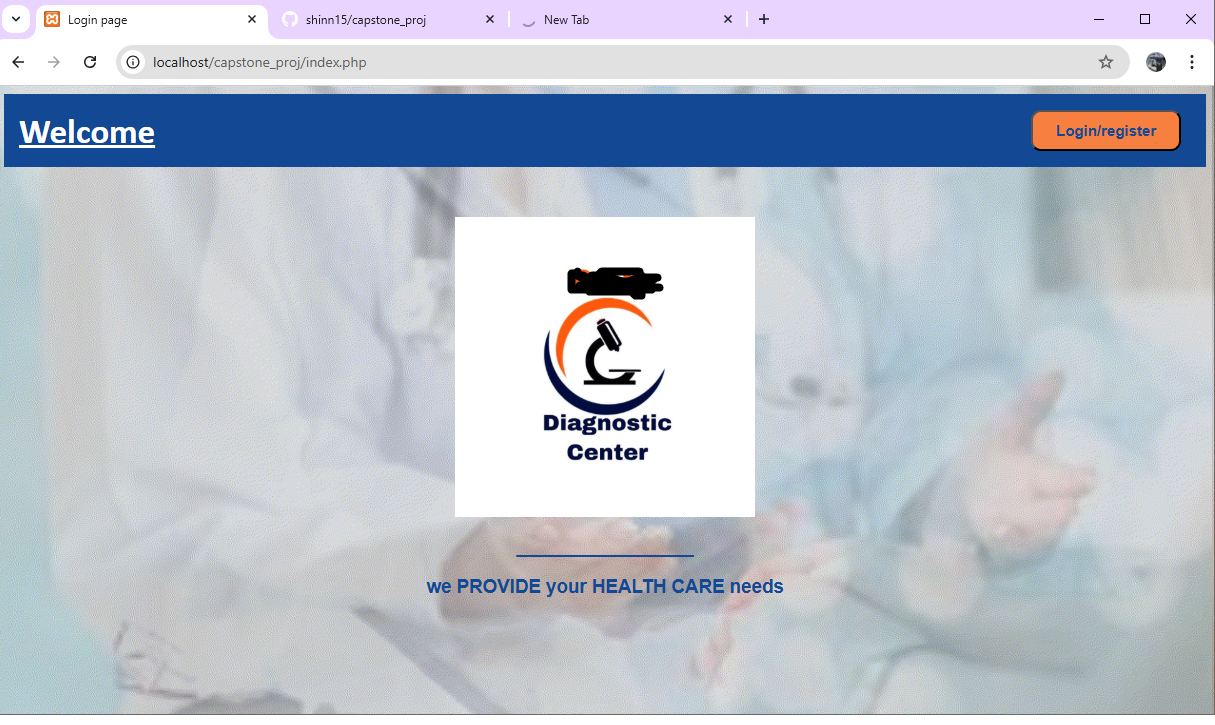 Login page
shinn15/capstone_proj
New Tab
localhost/capstone_proj/index.php
Welcome
Login/register
Diagnostic
Center
we PROVIDE your HEALTH CARE needs